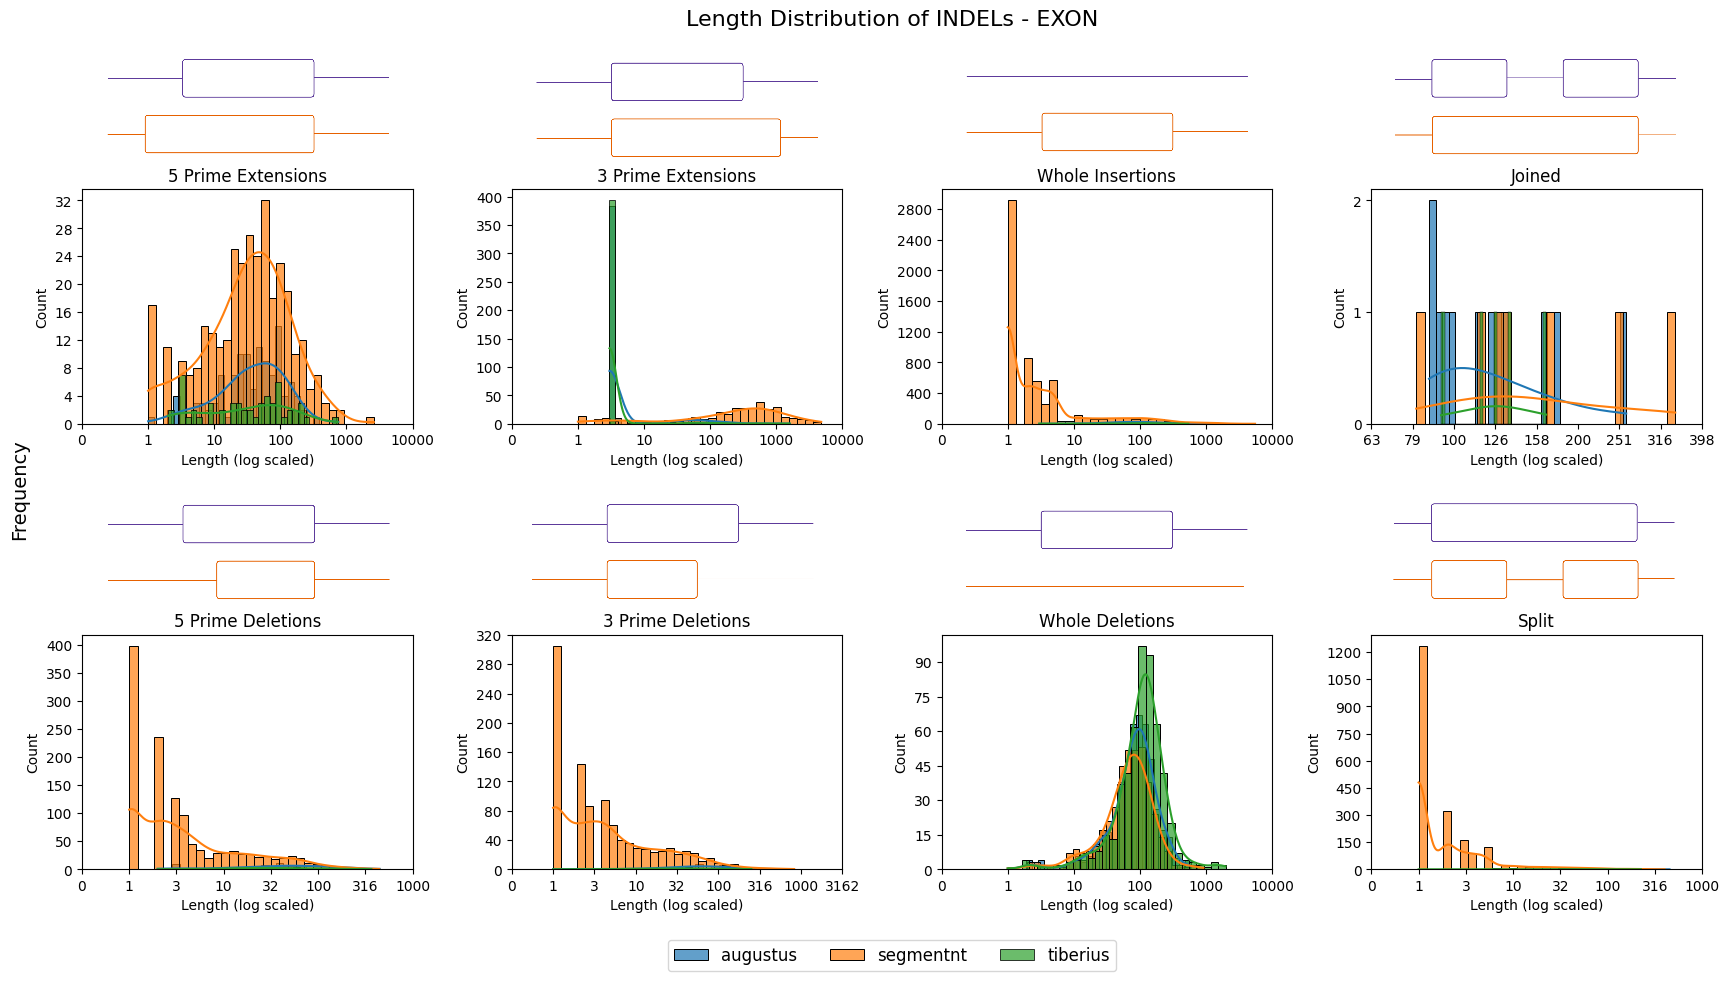 Length Distribution of INDELs - EXON
Frequency
5 Prime Extensions
Count
32
28
24
20
16
12
8
4
0
0 1 10 100 1000 10000
Length (log scaled)
3 Prime Extensions
Count
400
350
300
250
200
150
100
50
0
0 1 10 100 1000 10000
Length (log scaled)
Whole Insertions
Count
2800
2400
2000
1600
1200
800
400
0
0 1 10 100 1000 10000
Length (log scaled)
Joined
Count
2
1
0
63 79 100 126 158 200 251 316 398
Length (log scaled)
5 Prime Deletions
Count
400
350
300
250
200
150
100
50
0
0 1 3 10 32 100 316 1000
Length (log scaled)
3 Prime Deletions
Count
320
280
240
200
160
120
80
40
0
0 1 3 10 32 100 316 1000 3162
Length (log scaled)
Whole Deletions
Count
90
75
60
45
30
15
0
0 1 10 100 1000 10000
Length (log scaled)
Split
Count
1200
1050
900
750
600
450
300
150
0
0 1 3 10 32 100 316 1000
Length (log scaled)
augustus segmentnt tiberius